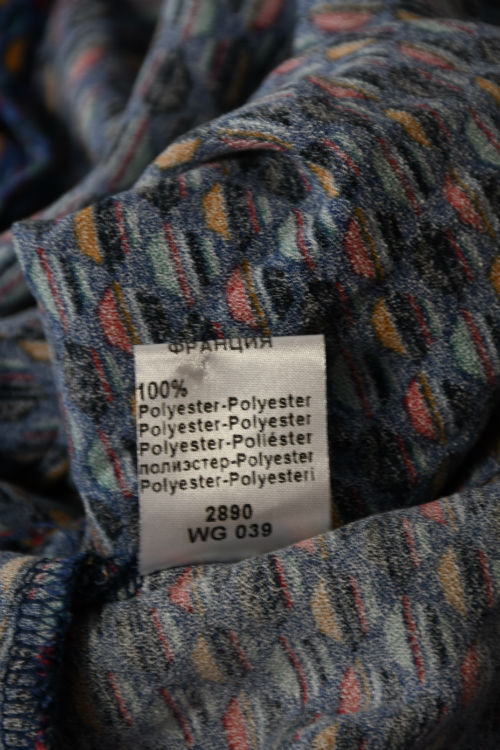 ФРАНЦИЯ
100%
Polyester-Polyester
Polyester-Polyester
Polyester-Poliéster
полиэстер-Polyester
Polyester-Polyesteri
2890
WG 039